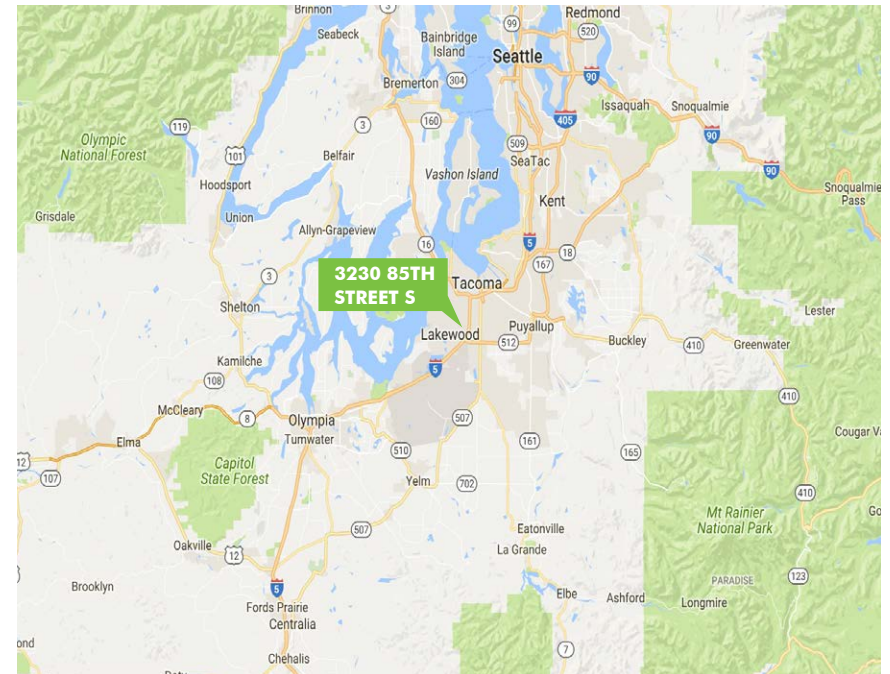 Brinnon
3
Redmond
Seabeck
Bainbridge
Island
99
520
Seattle
Bremerton
304
90
Issaquah
Snoqualmie
405
119
3
160
90
Olympic
National Forest
101
Belfair
509
SeaTac
90
Hoodsport
Vashon Island
Snoqualmie
Pass
Kent
Grisdale
Union
Allyn-Grapeview
16
5
18
167
3
3230 85TH
STREET S
Tacoma
Shelton
Lester
Lakewood
Puyallup
512
Buckley
410
Greenwater
Kamilche
5
108
410
McCleary
8
Olympia
507
Tumwater
Elma
161
Cougar Va
510
165
12
107
Capitol
State Forest
Yelm
702
410
Mt Rainier
National Park
Go
507
Eatonville
Oakville
12
La Grande
PARADISE
123
Brooklyn
5
Elbe
Ashford
Longmire
Fords Prairie
Centralia
ond
7
Chehalis